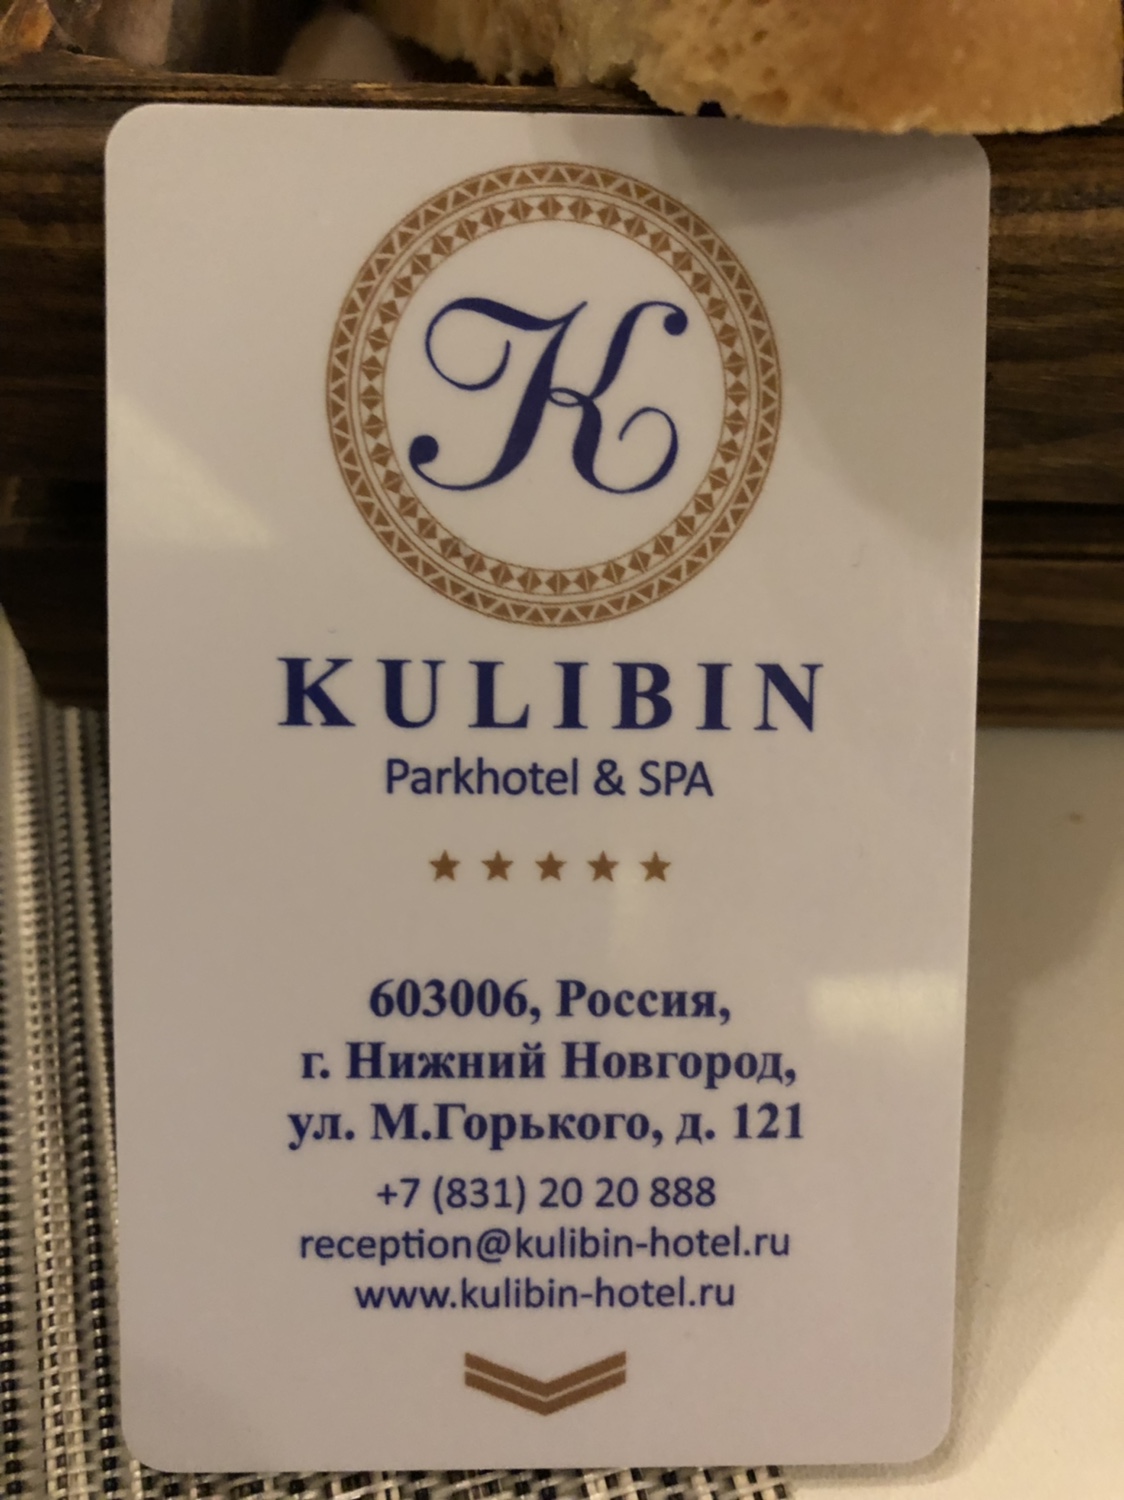 K
KULIBIN
Parkhotel & SPA
603006, Россия,
г. Нижний Новгород,
ул. М.Горького, д. 121
+7 (831) 20 20 888
reception@kulibin-hotel.ru
www.kulibin-hotel.ru